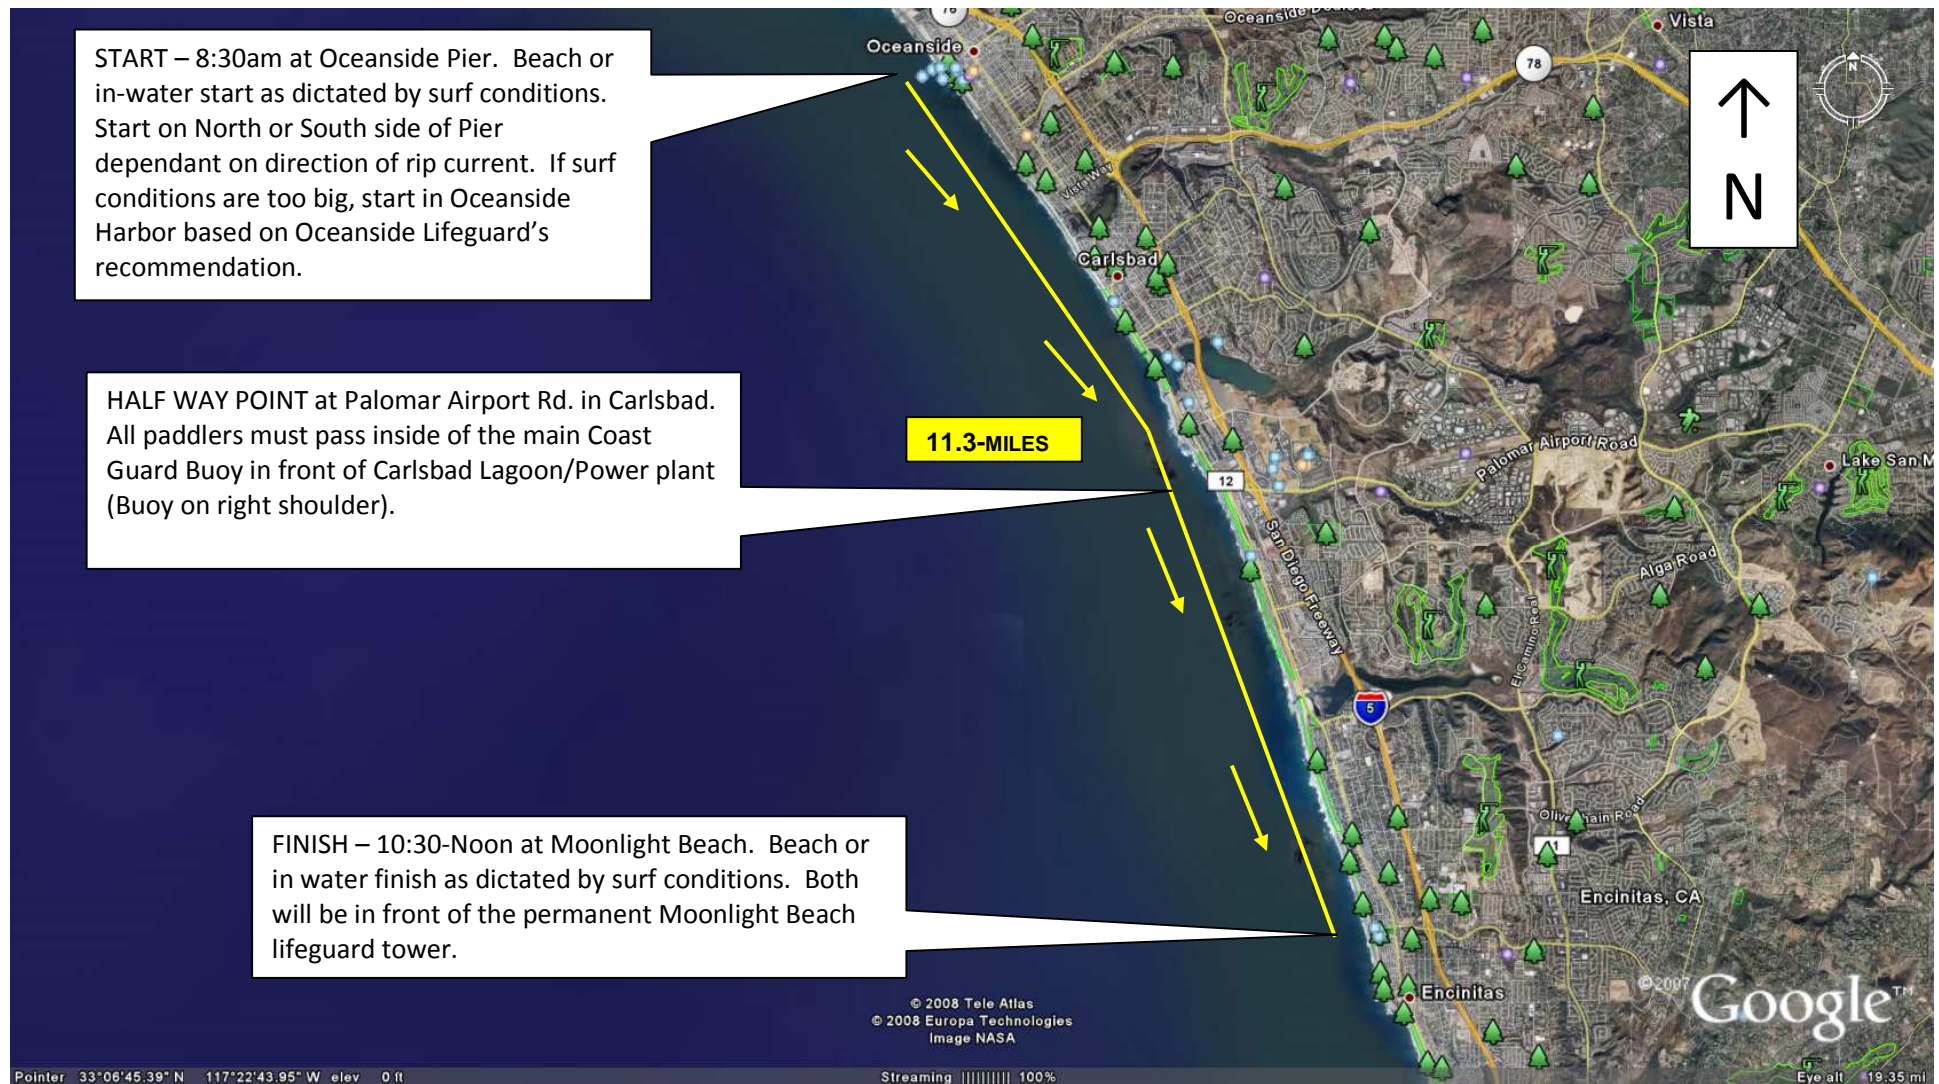 76
Oceanside
Vista
START – 8:30am at Oceanside Pier. Beach or
in-water start as dictated by surf conditions.
Start on North or South side of Pier
dependant on direction of rip current. If surf
conditions are too big, start in Oceanside
Harbor based on Oceanside Lifeguard's
recommendation.
Oceanside
78
N
N
Vista Way
Carlsbad
HALF WAY POINT at Palomar Airport Rd. in Carlsbad.
All paddlers must pass inside of the main Coast
Guard Buoy in front of Carlsbad Lagoon/Power plant
(Buoy on right shoulder).
11.3-MILES
Palomar Airport Road
Lake San M
12
San Diego Freeway
Alga Road
El Camino Real
5
FINISH – 10:30-Noon at Moonlight Beach. Beach or
in water finish as dictated by surf conditions. Both
will be in front of the permanent Moonlight Beach
lifeguard tower.
Road
Encinitas, CA
Encinitas
© 2008 Tele Atlas
© 2008 Europa Technologies
Image NASA
©2007 Google™
Pointer 33°06'45.39" N 117°22'43.95" W elev 0 ft
Streaming |||||||||| 100%
Eye alt 19.35 mi